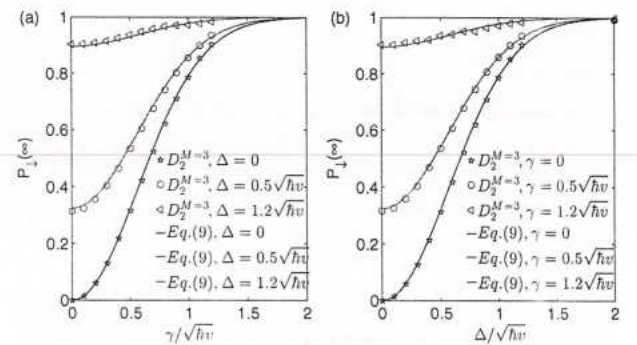 (a)
1
0.8
0.6
0.4
0.2
0
P↓(∞)
⋆ D₂^{M=3}, Δ = 0
○ D₂^{M=3}, Δ = 0.5√ħv
◁ D₂^{M=3}, Δ = 1.2√ħv
–Eq.(9), Δ = 0
–Eq.(9), Δ = 0.5√ħv
–Eq.(9), Δ = 1.2√ħv
0 0.5 1 1.5 2
γ/√ħv
(b)
1
0.8
0.6
0.4
0.2
0
P↓(∞)
⋆ D₂^{M=3}, γ = 0
○ D₂^{M=3}, γ = 0.5√ħv
◁ D₂^{M=3}, γ = 1.2√ħv
–Eq.(9), γ = 0
–Eq.(9), γ = 0.5√ħv
–Eq.(9), γ = 1.2√ħv
0 0.5 1 1.5 2
Δ/√ħv